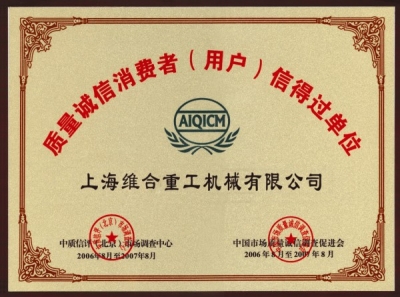 质量诚信消费者（用户）信得过单位
AIQICM
上海维合重工机械有限公司
中质信评（北京）市场调查中心
2006年8月至2007年8月
中国市场质量诚信调查促进会
2006年8月至2007年8月